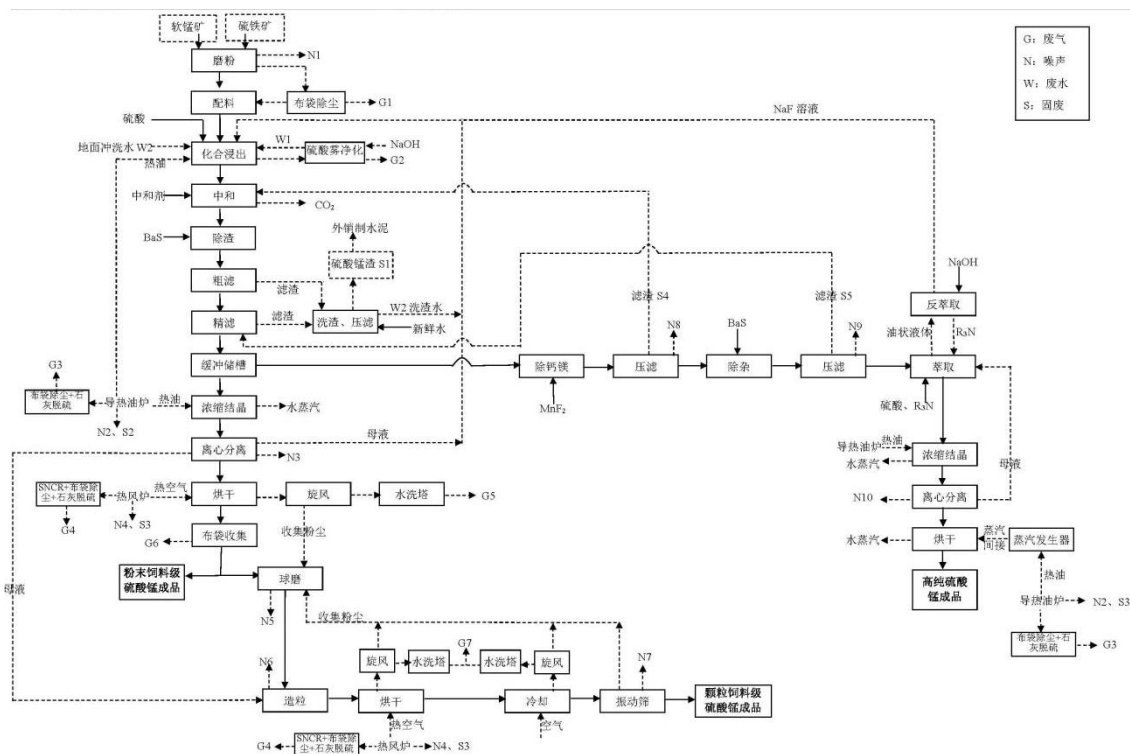 软锰矿
硫铁矿
磨粉
N1
配料
布袋除尘
G1
硫酸
地面冲洗水 W2
热油
化合浸出
W1
硫酸雾净化
NaOH
G2
中和剂
中和
CO₂
BaS
除渣
外销制水泥
硫酸锰渣 S1
粗滤
滤渣
精滤
滤渣
洗渣、压滤
W2 洗渣水
新鲜水
缓冲储槽
G3
布袋除尘+石
灰脱硫
导热油炉
热油
N2、S2
浓缩结晶
水蒸汽
母液
离心分离
N3
SNCR+布袋除
尘+石灰脱硫
热风炉
热空气
G4
N4、S3
烘干
旋风
水洗塔
G5
收集粉尘
布袋收集
G6
粉末饲料级
硫酸锰成品
球磨
N5
母液
收集粉尘
N6
造粒
旋风
水洗塔
G7
水洗塔
旋风
N7
烘干
冷却
振动筛
颗粒饲料级
硫酸锰成品
热空气
空气
G4
SNCR+布袋除
尘+石灰脱硫
热风炉
N4、S3
NaF 溶液
滤渣 S4
滤渣 S5
N8
BaS
N9
除钙镁
压滤
除杂
压滤
MnF₂
NaOH
反萃取
油状液体
R₃N
萃取
硫酸、R₃N
导热油炉
热油
水蒸汽
浓缩结晶
母液
N10
离心分离
水蒸汽
烘干
蒸汽
间接
蒸汽发生器
高纯硫酸
锰成品
热油
导热油炉
N2、S3
布袋除尘+石
灰脱硫
G3
G：废气
N：噪声
W：废水
S：固废